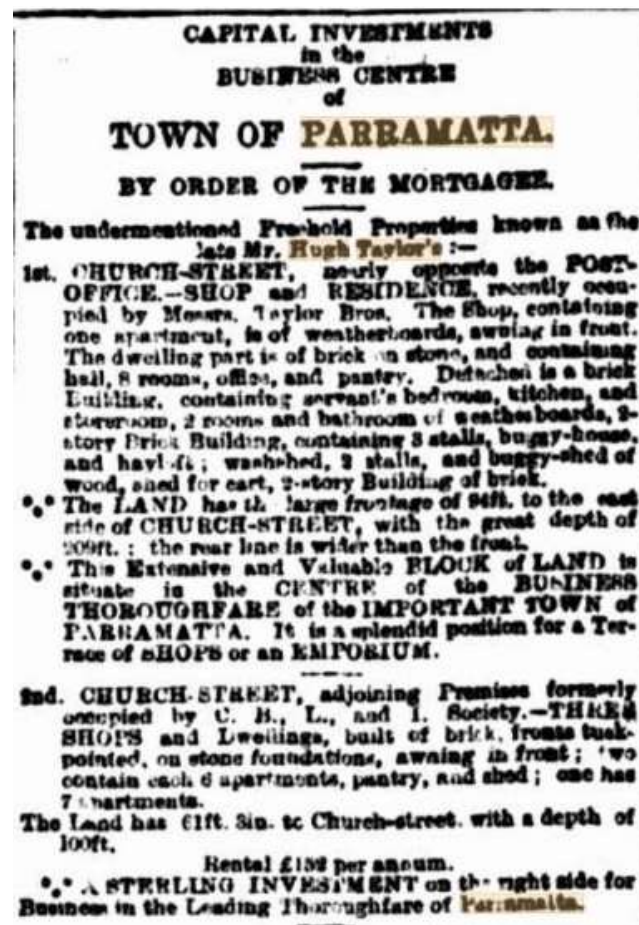 CAPITAL INVESTMENTS
in the
BUSINESS CENTRE
of
TOWN OF PARRAMATTA.
BY ORDER OF THE MORTGAGEE.
The undermentioned Freehold Properties known as the
late Mr. Hugh Taylor's :—
1st. CHURCH-STREET, nearly opposite the POST-
OFFICE.—SHOP and RESIDENCE, recently occu-
pied by Messrs. Taylor Bros. The Shop, containing
one apartment, is of weatherboards, awning in front.
The dwelling part is of brick on stone, and containing
hall, 8 rooms, office, and pantry. Detached is a brick
Building, containing servant's bedroom, kitchen, and
storeroom, 2 rooms and bathroom of weatherboards, 2-
story Brick Building, containing 3 stalls, buggy-house,
and hayloft ; washshed, 2 stalls, and buggy-shed of
wood, shed for cart, 2-story Building of brick.
*⁎* The LAND has the large frontage of 94ft. to the east
side of CHURCH-STREET, with the great depth of
209ft. ; the rear line is wider than the front.
*⁎* This Extensive and Valuable BLOCK of LAND is
situate in the CENTRE of the BUSINESS
THOROUGHFARE of the IMPORTANT TOWN of
PARRAMATTA. It is a splendid position for a Ter-
race of SHOPS or an EMPORIUM.
2nd. CHURCH-STREET, adjoining Premises formerly
occupied by C. B., L., and I. Society.—THREE
SHOPS and Dwellings, built of brick, fronts tuck-
pointed, on stone foundations, awning in front ; two
contain each 6 apartments, pantry, and shed ; one has
7 apartments.
The Land has 61ft. 3in. to Church-street, with a depth of
100ft.
Rental £152 per annum.
*⁎* A STERLING INVESTMENT on the right side for
Business in the Leading Thoroughfare of Parramatta.